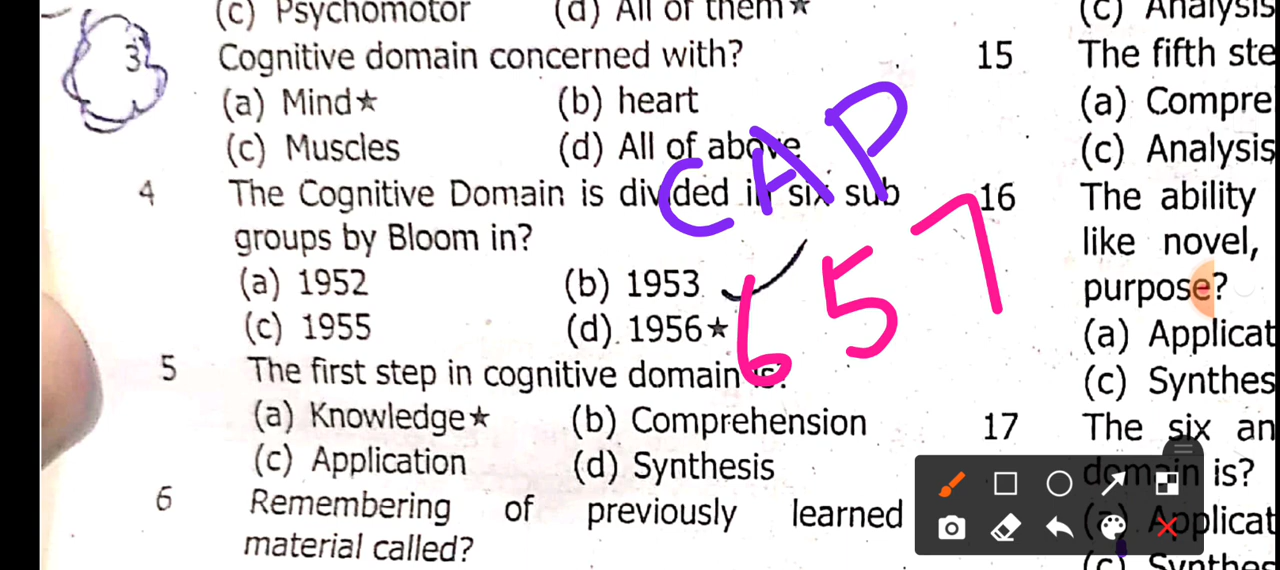 (c) Psychomotor (d) All of them★
3 Cognitive domain concerned with?
(a) Mind★ (b) heart
(c) Muscles (d) All of above
4 The Cognitive Domain is divided in six sub
groups by Bloom in?
(a) 1952 (b) 1953
(c) 1955 (d) 1956★
5 The first step in cognitive domain is?
(a) Knowledge★ (b) Comprehension
(c) Application (d) Synthesis
6 Remembering of previously learned
material called?
CAP
657
(c) Analysis
15 The fifth ste
(a) Compre
(c) Analysis
16 The ability
like novel,
purpose?
(a) Applicat
(c) Synthes
17 The six an
domain is?
(a) Applicat
(c) Synthes